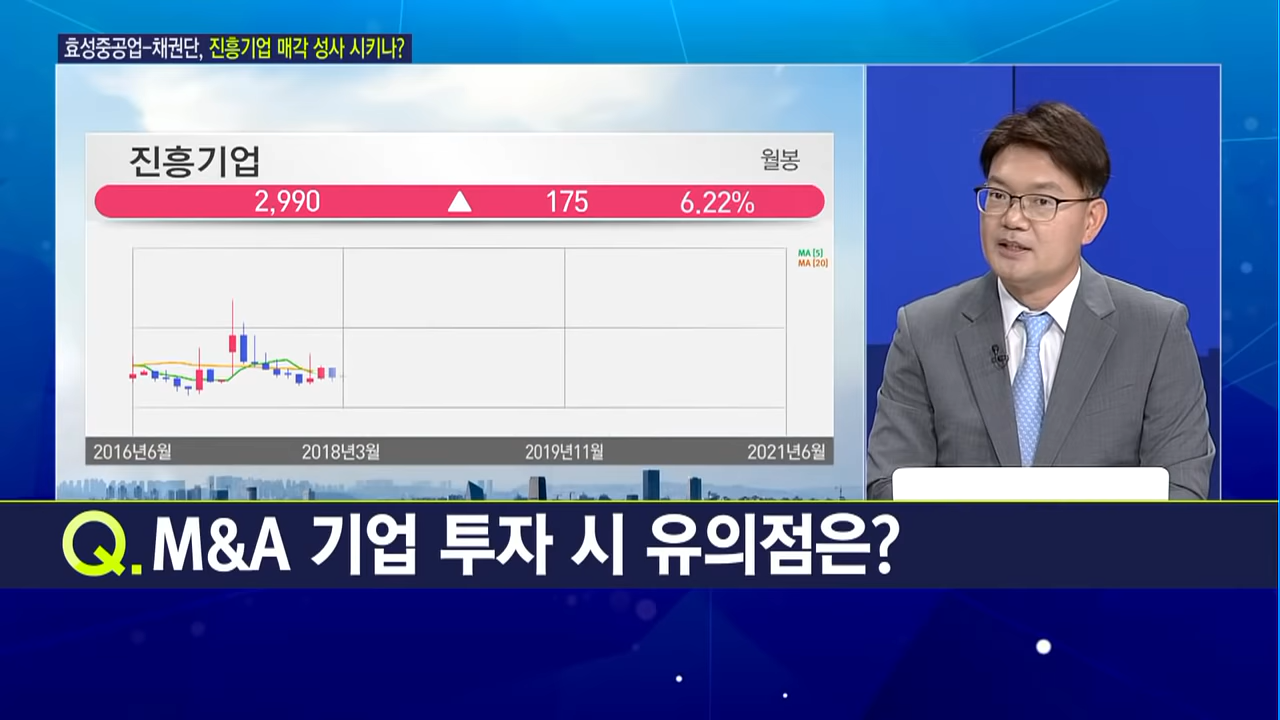 효성중공업-채권단, 진흥기업 매각 성사 시키나?
진흥기업
월봉
2,990 ▲ 175 6.22%
MA [5]
MA [20]
2016년6월 2018년3월 2019년11월 2021년6월
Q. M&A 기업 투자 시 유의점은?